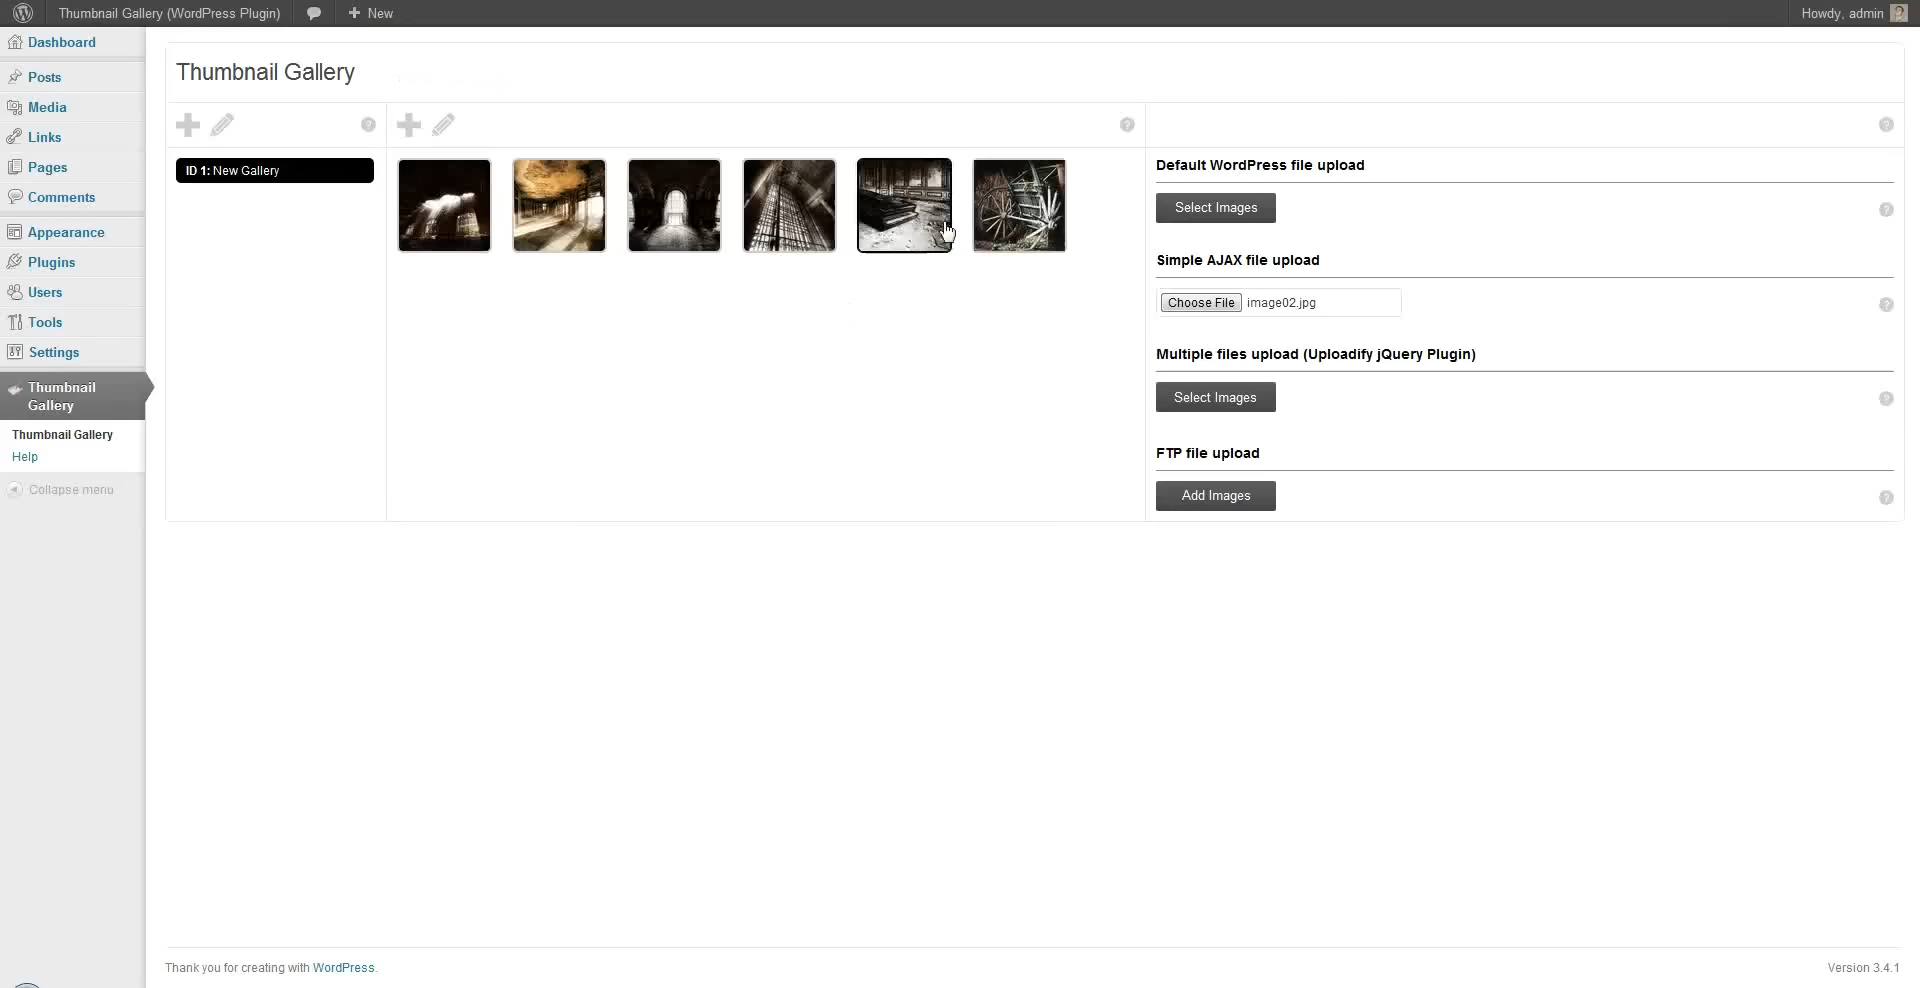 Thumbnail Gallery (WordPress Plugin)
New
Howdy, admin
Dashboard
Posts
Media
Links
Pages
Comments
Appearance
Plugins
Users
Tools
Settings
Thumbnail
Gallery
Thumbnail Gallery
Help
Collapse menu
Thumbnail Gallery
ID 1: New Gallery
Default WordPress file upload
Select Images
Simple AJAX file upload
Choose File image02.jpg
Multiple files upload (Uploadify jQuery Plugin)
Select Images
FTP file upload
Add Images
Thank you for creating with WordPress.
Version 3.4.1